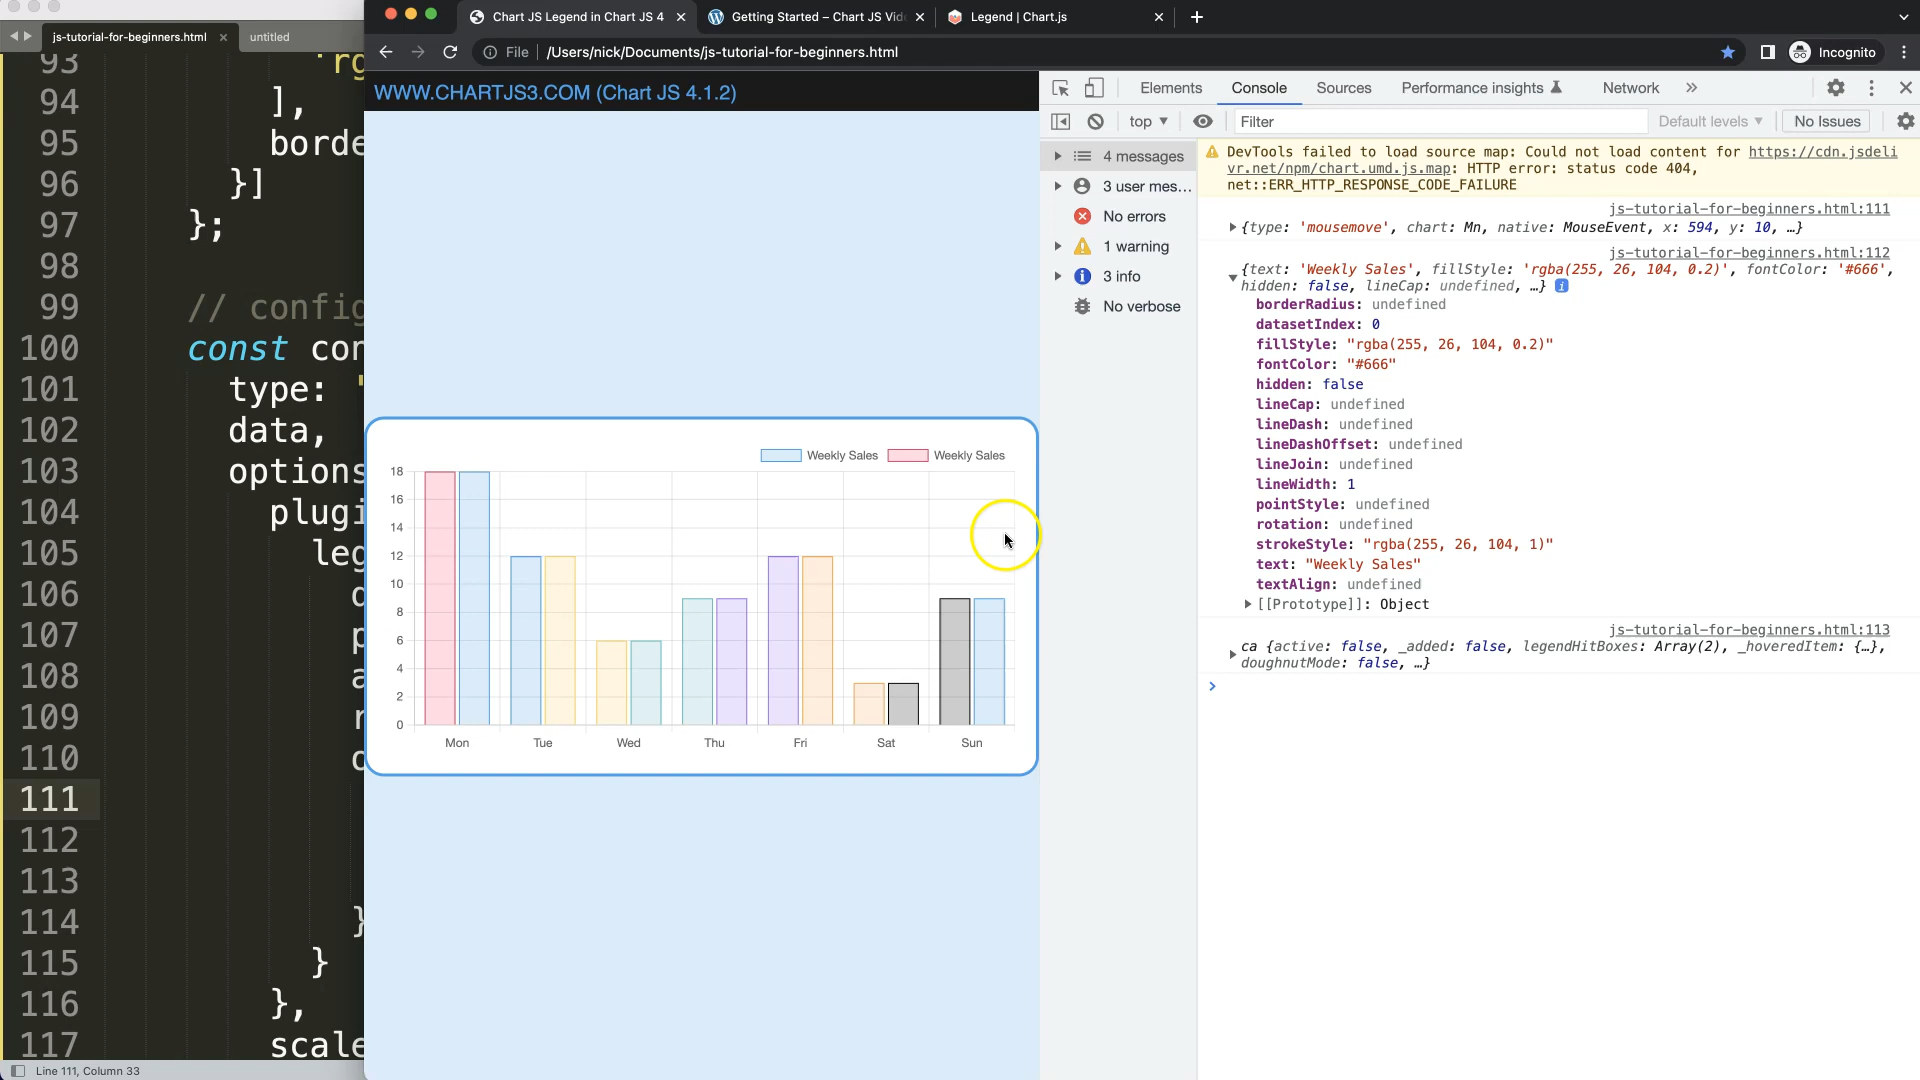 js-tutorial-for-beginners.html
untitled
93
'rg
94
],
95
borde
96
}]
97
};
98
99
// config
100
const con
101
type: '
102
data,
103
options
104
plugi
105
leg
106
107
108
109
110
111
112
113
114
}
115
}
116
},
117
scale
Line 111, Column 33
Chart JS Legend in Chart JS 4
Getting Started – Chart JS Vid
Legend | Chart.js
File
/Users/nick/Documents/js-tutorial-for-beginners.html
Incognito
WWW.CHARTJS3.COM (Chart JS 4.1.2)
Weekly Sales
Weekly Sales
18
16
14
12
10
8
6
4
2
0
Mon
Tue
Wed
Thu
Fri
Sat
Sun
Elements
Console
Sources
Performance insights
Network
top
Filter
Default levels
No Issues
4 messages
3 user mes...
No errors
1 warning
3 info
No verbose
DevTools failed to load source map: Could not load content for https://cdn.jsdeli
vr.net/npm/chart.umd.js.map: HTTP error: status code 404,
net::ERR_HTTP_RESPONSE_CODE_FAILURE
js-tutorial-for-beginners.html:111
{type: 'mousemove', chart: Mn, native: MouseEvent, x: 594, y: 10, …}
js-tutorial-for-beginners.html:112
{text: 'Weekly Sales', fillStyle: 'rgba(255, 26, 104, 0.2)', fontColor: '#666',
hidden: false, lineCap: undefined, …}
borderRadius: undefined
datasetIndex: 0
fillStyle: "rgba(255, 26, 104, 0.2)"
fontColor: "#666"
hidden: false
lineCap: undefined
lineDash: undefined
lineDashOffset: undefined
lineJoin: undefined
lineWidth: 1
pointStyle: undefined
rotation: undefined
strokeStyle: "rgba(255, 26, 104, 1)"
text: "Weekly Sales"
textAlign: undefined
[[Prototype]]: Object
js-tutorial-for-beginners.html:113
ca {active: false, _added: false, legendHitBoxes: Array(2), _hoveredItem: {…},
doughnutMode: false, …}